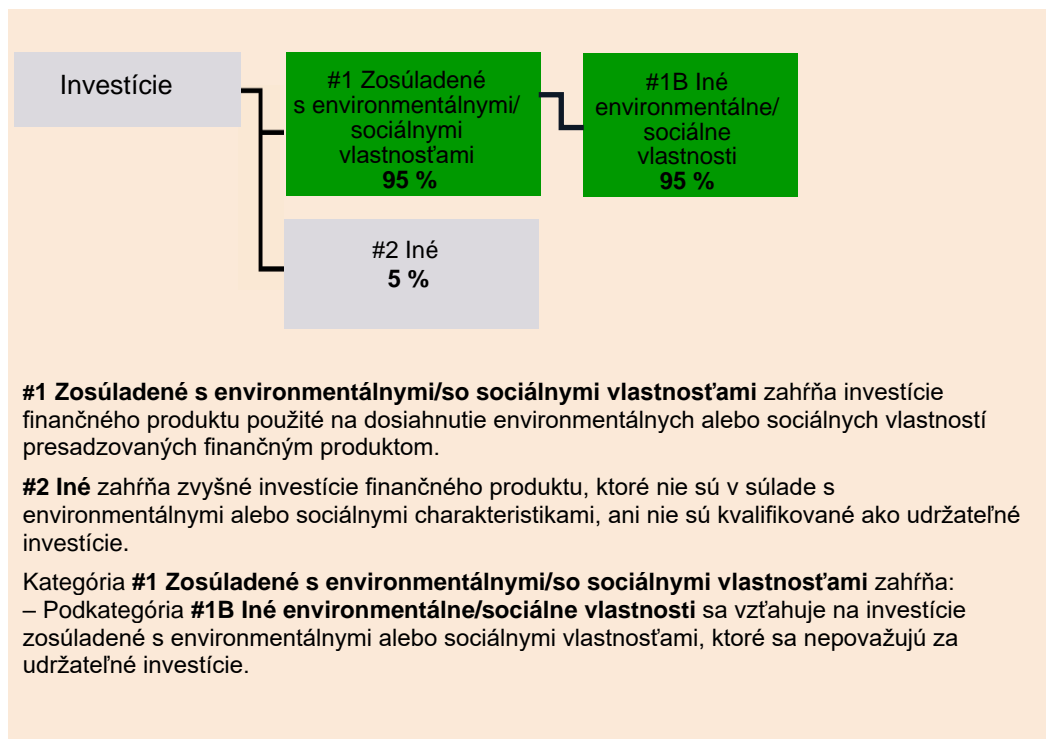 Investície
#1 Zosúladené
s environmentálnymi/
sociálnymi
vlastnosťami
95 %
#1B Iné
environmentálne/
sociálne
vlastnosti
95 %
#2 Iné
5 %
#1 Zosúladené s environmentálnymi/so sociálnymi vlastnosťami zahŕňa investície
finančného produktu použité na dosiahnutie environmentálnych alebo sociálnych vlastností
presadzovaných finančným produktom.
#2 Iné zahŕňa zvyšné investície finančného produktu, ktoré nie sú v súlade s
environmentálnymi alebo sociálnymi charakteristikami, ani nie sú kvalifikované ako udržateľné
investície.
Kategória #1 Zosúladené s environmentálnymi/so sociálnymi vlastnosťami zahŕňa:
– Podkategória #1B Iné environmentálne/sociálne vlastnosti sa vzťahuje na investície
zosúladené s environmentálnymi alebo sociálnymi vlastnosťami, ktoré sa nepovažujú za
udržateľné investície.